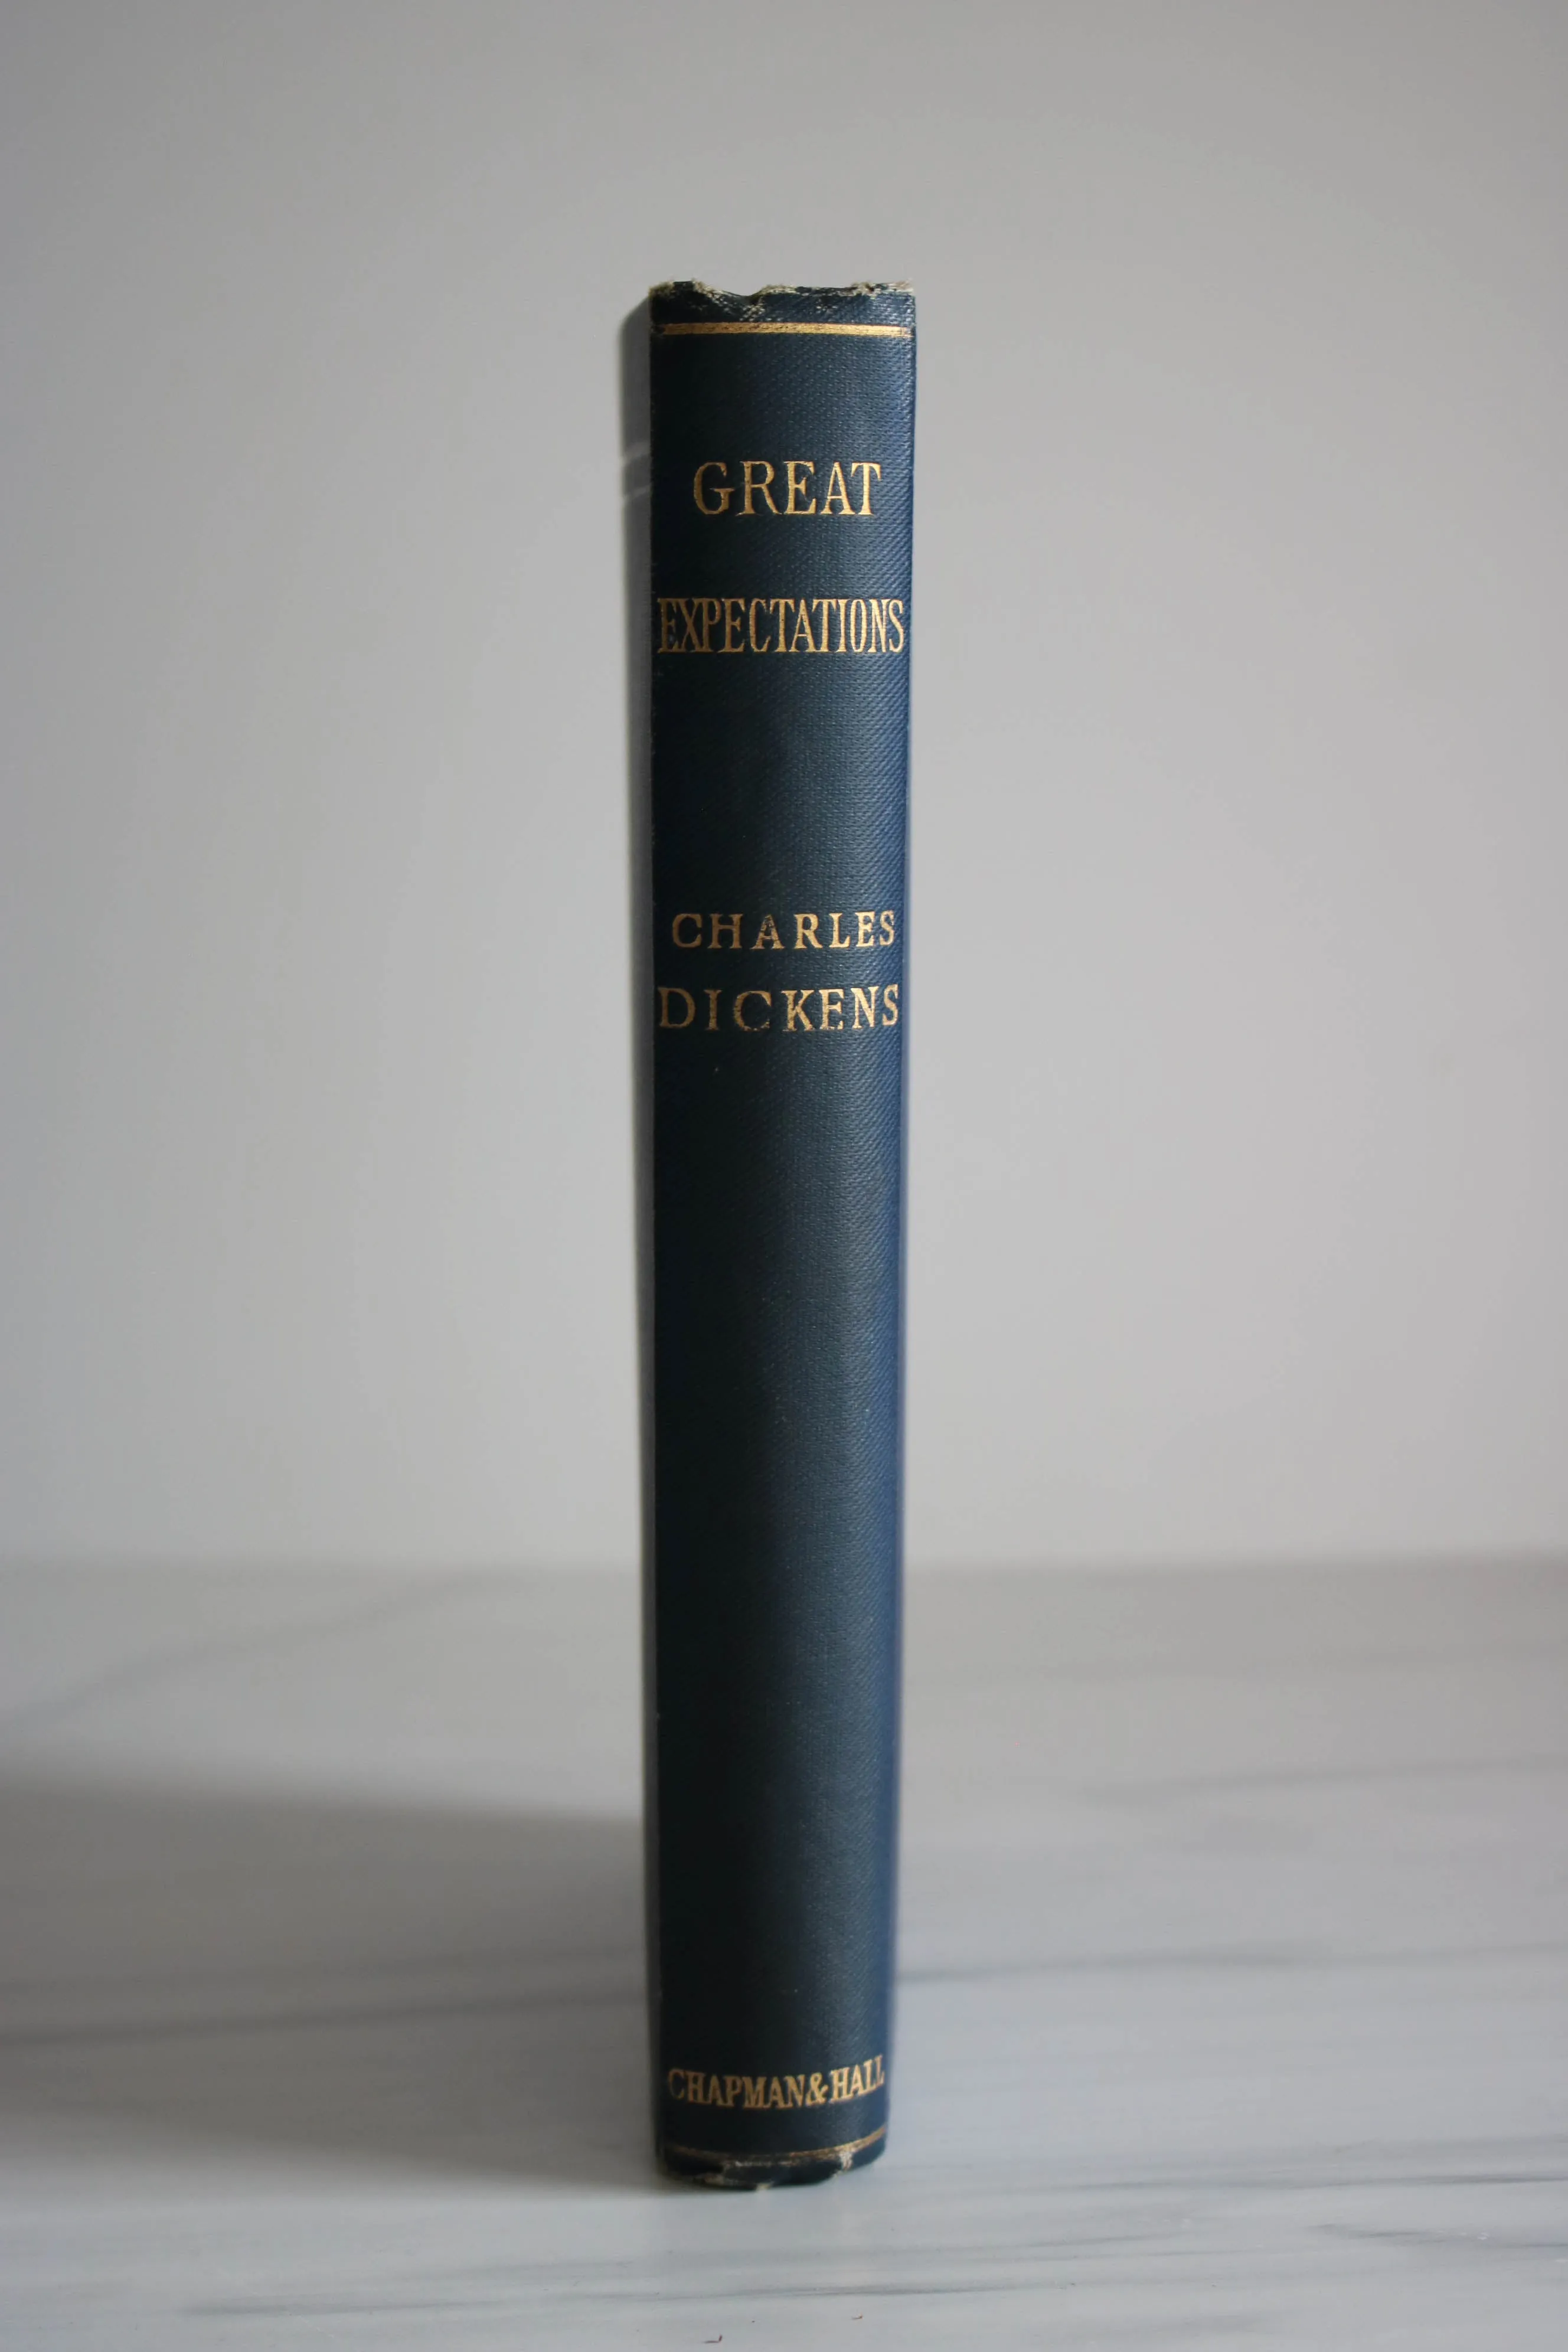 GREAT
EXPECTATIONS
CHARLES
DICKENS
CHAPMAN&HALL